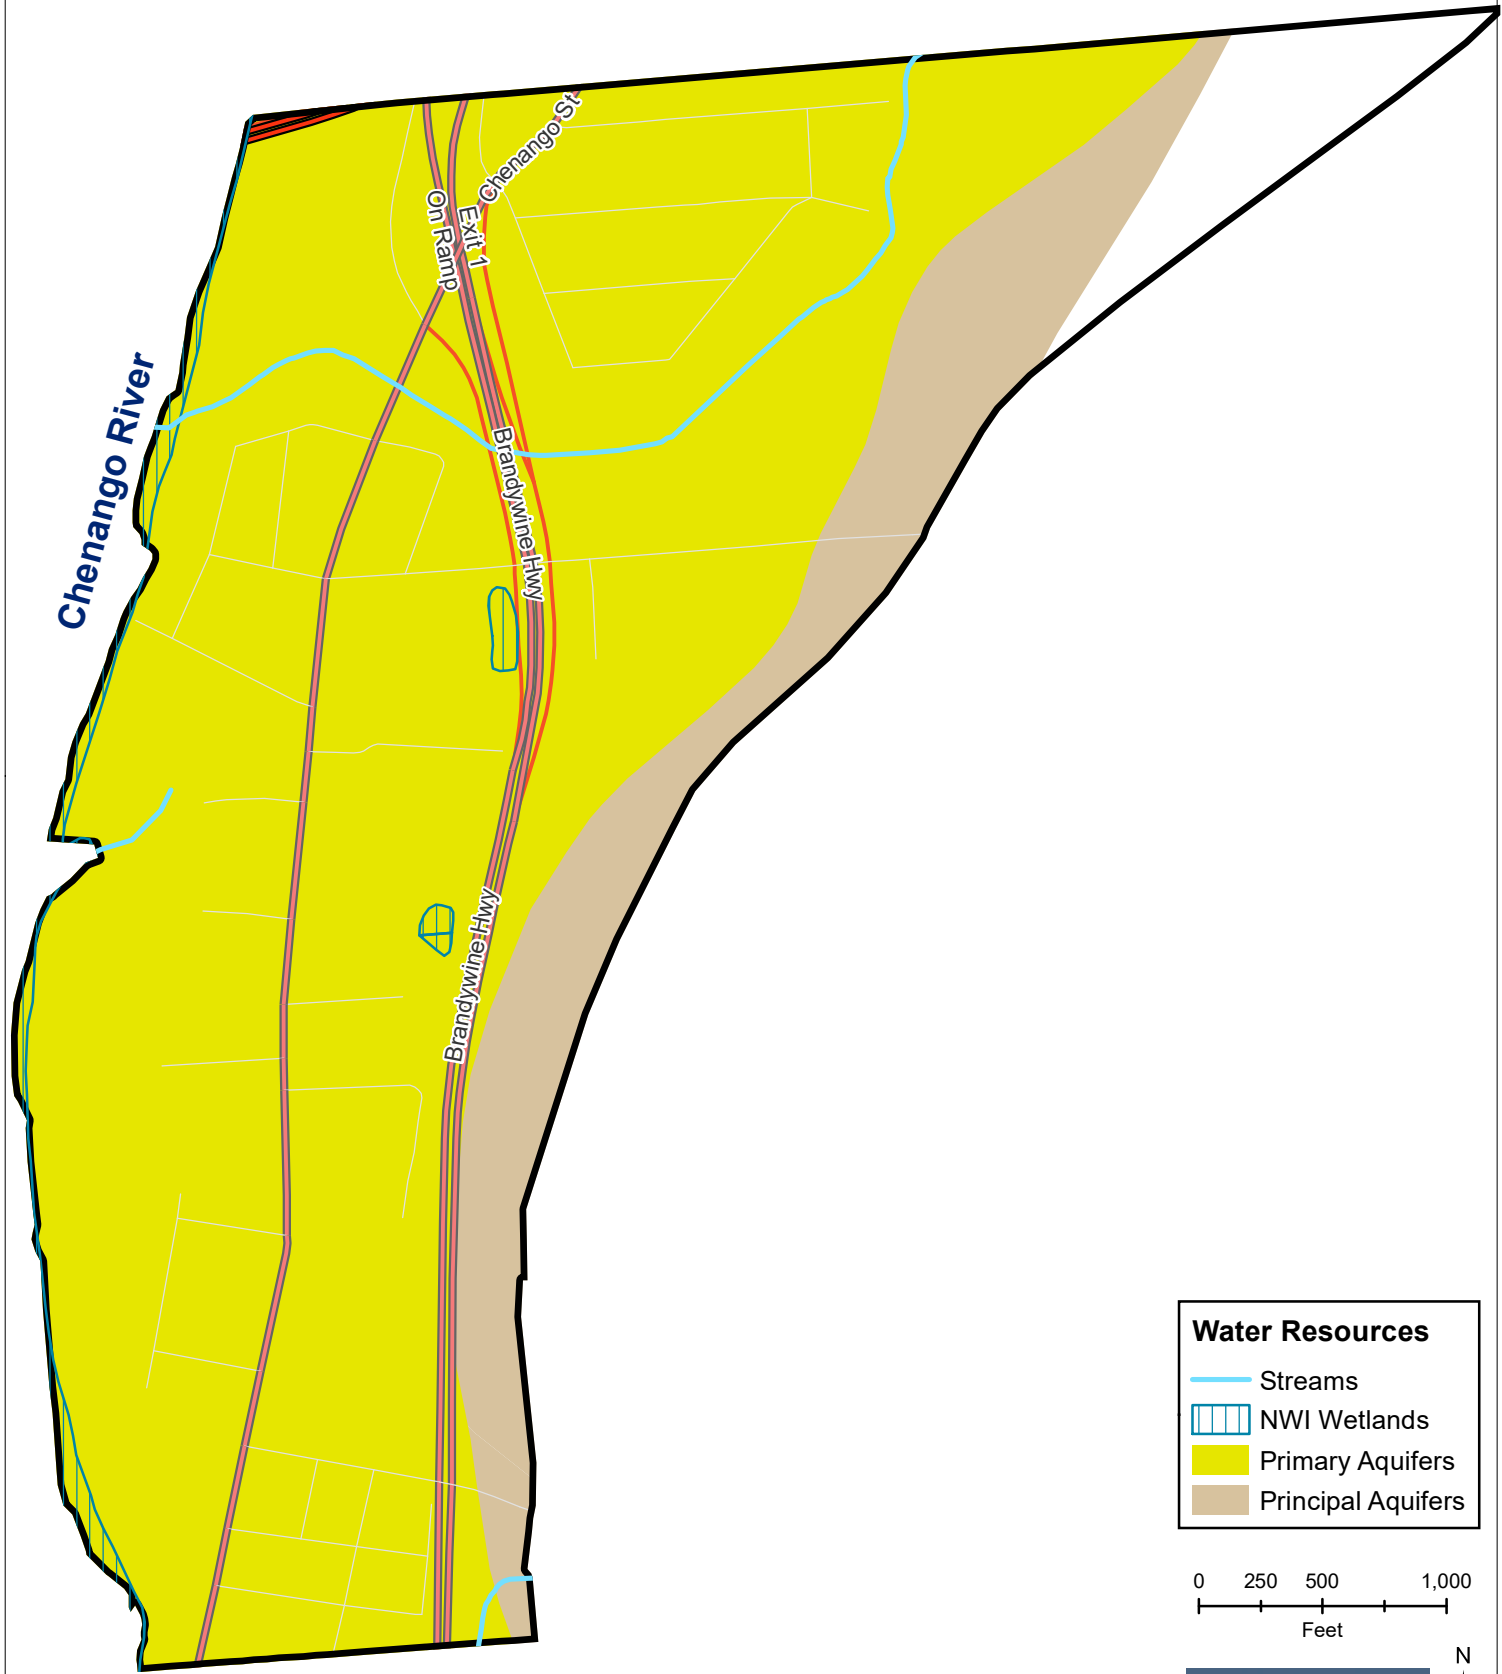 Chenango St
On Ramp
Exit 1
Chenango River
Brandywine Hwy
Brandywine Hwy
Water Resources
Streams
NWI Wetlands
Primary Aquifers
Principal Aquifers
0 250 500 1,000
Feet
N